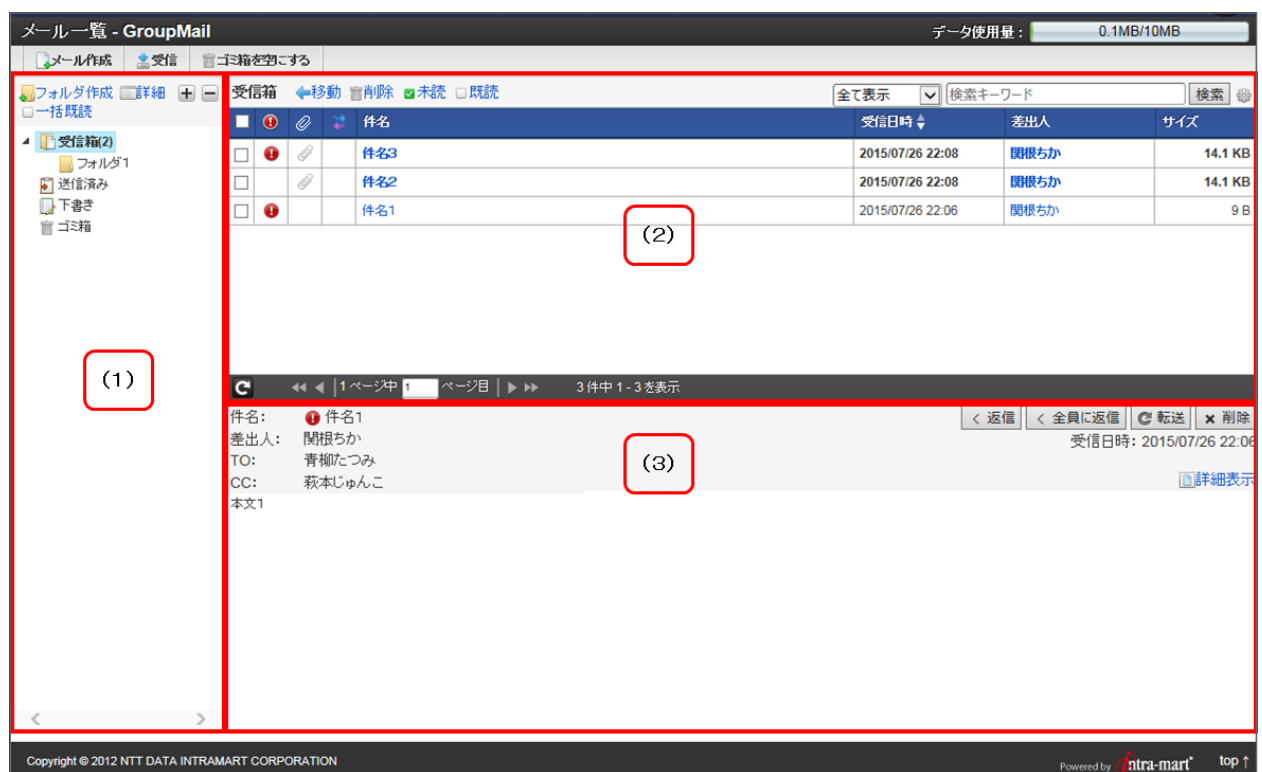 メール一覧 - GroupMail データ使用量： 0.1MB/10MB
メール作成 受信 ゴミ箱を空にする
フォルダ作成 詳細
一括既読
受信箱(2)
フォルダ1
送信済み
下書き
ゴミ箱
(1)
受信箱 移動 削除 未読 既読 全て表示 検索キーワード 検索
件名 受信日時 差出人 サイズ
件名3 2015/07/26 22:08 関根ちか 14.1 KB
件名2 2015/07/26 22:08 関根ちか 14.1 KB
件名1 2015/07/26 22:06 関根ちか 9 B
(2)
1 ページ中 1 ページ目 3 件中 1 - 3 を表示
件名： 件名1 < 返信 < 全員に返信 転送 × 削除
差出人： 関根ちか 受信日時： 2015/07/26 22:06
TO： 青柳たつみ
(3)
CC： 萩本じゅんこ 詳細表示
本文1
Copyright © 2012 NTT DATA INTRAMART CORPORATION Powered by intra-mart top ↑